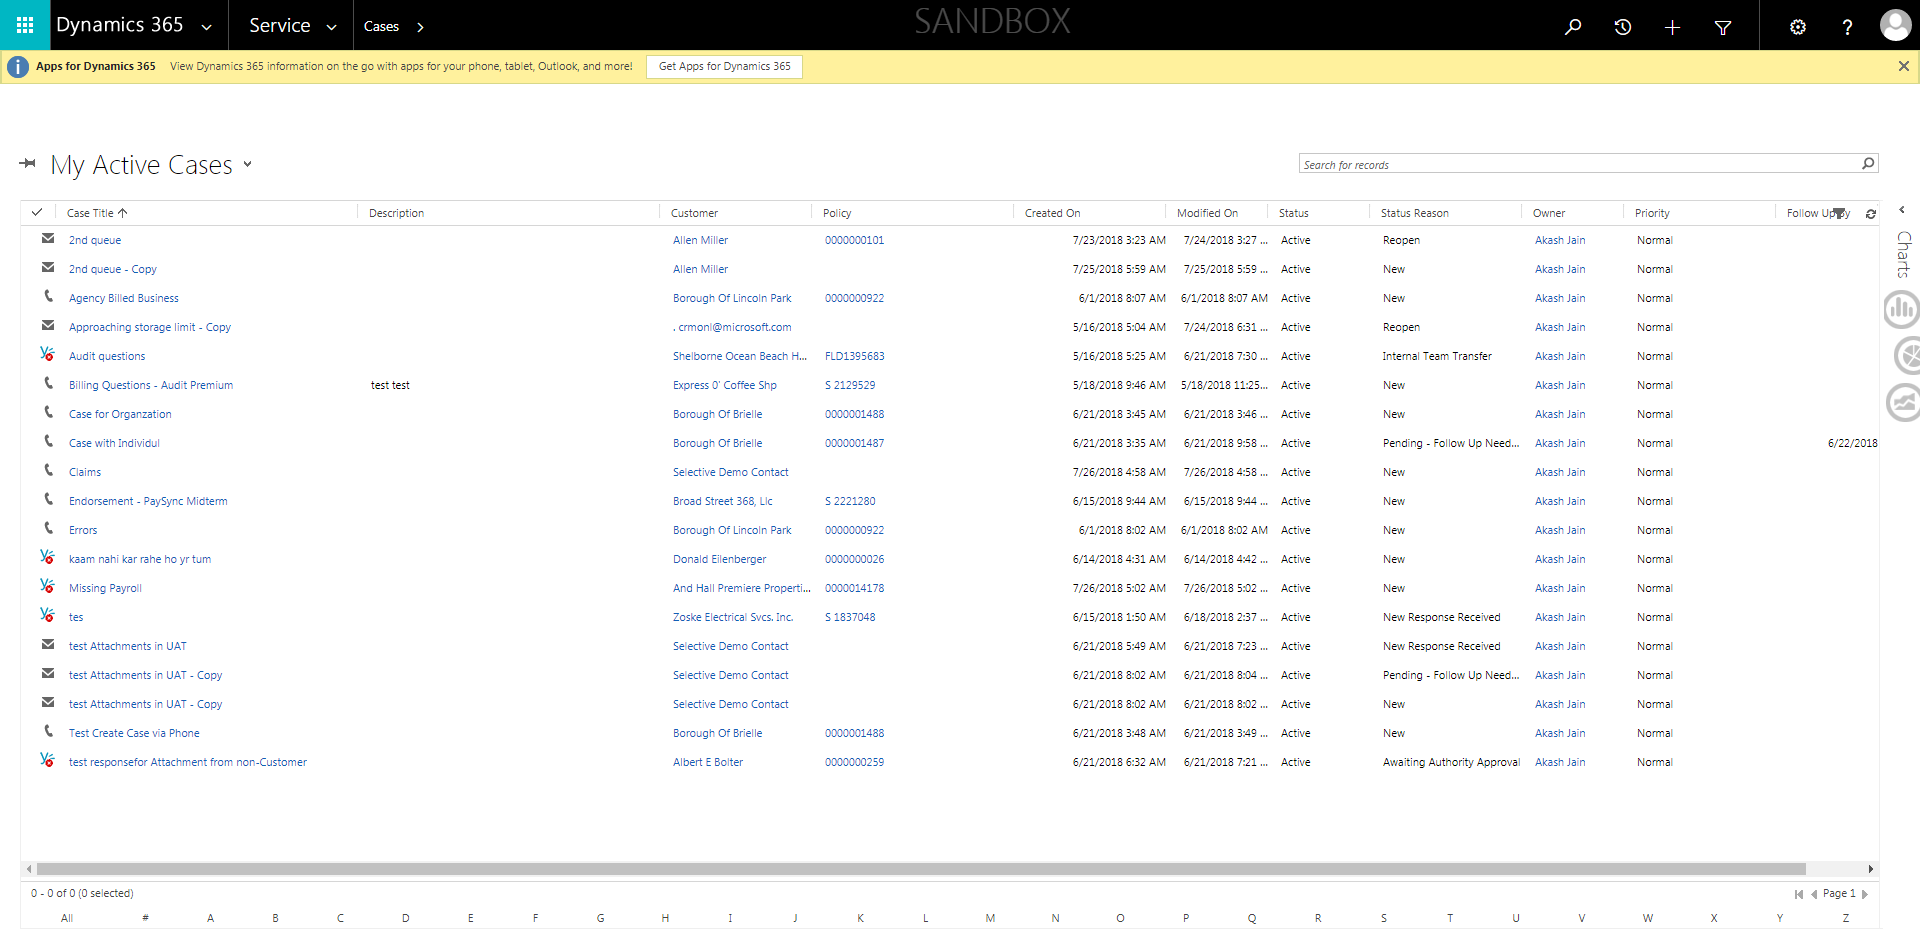 Dynamics 365 Service Cases SANDBOX
Apps for Dynamics 365 View Dynamics 365 information on the go with apps for your phone, tablet, Outlook, and more! Get Apps for Dynamics 365
My Active Cases
Search for records
Case Title Description Customer Policy Created On Modified On Status Status Reason Owner Priority Follow Up By
2nd queue Allen Miller 0000000101 7/23/2018 3:23 AM 7/24/2018 3:27 ... Active Reopen Akash Jain Normal
2nd queue - Copy Allen Miller 7/25/2018 5:59 AM 7/25/2018 5:59 ... Active New Akash Jain Normal
Agency Billed Business Borough Of Lincoln Park 0000000922 6/1/2018 8:07 AM 6/1/2018 8:07 AM Active New Akash Jain Normal
Approaching storage limit - Copy . crmonl@microsoft.com 5/16/2018 5:04 AM 7/24/2018 6:31 ... Active Reopen Akash Jain Normal
Audit questions Shelborne Ocean Beach H... FLD1395683 5/16/2018 5:25 AM 6/21/2018 7:30 ... Active Internal Team Transfer Akash Jain Normal
Billing Questions - Audit Premium test test Express 0' Coffee Shp S 2129529 5/18/2018 9:46 AM 5/18/2018 11:25... Active New Akash Jain Normal
Case for Organzation Borough Of Brielle 0000001488 6/21/2018 3:45 AM 6/21/2018 3:46 ... Active New Akash Jain Normal
Case with Individul Borough Of Brielle 0000001487 6/21/2018 3:35 AM 6/21/2018 9:58 ... Active Pending - Follow Up Need... Akash Jain Normal 6/22/2018
Claims Selective Demo Contact 7/26/2018 4:58 AM 7/26/2018 4:58 ... Active New Akash Jain Normal
Endorsement - PaySync Midterm Broad Street 368, Llc S 2221280 6/15/2018 9:44 AM 6/15/2018 9:44 ... Active New Akash Jain Normal
Errors Borough Of Lincoln Park 0000000922 6/1/2018 8:02 AM 6/1/2018 8:02 AM Active New Akash Jain Normal
kaam nahi kar rahe ho yr tum Donald Eilenberger 0000000026 6/14/2018 4:31 AM 6/14/2018 4:42 ... Active New Akash Jain Normal
Missing Payroll And Hall Premiere Properti... 0000014178 7/26/2018 5:02 AM 7/26/2018 5:02 ... Active New Akash Jain Normal
tes Zoske Electrical Svcs. Inc. S 1837048 6/15/2018 1:50 AM 6/18/2018 2:37 ... Active New Response Received Akash Jain Normal
test Attachments in UAT Selective Demo Contact 6/21/2018 5:49 AM 6/21/2018 7:23 ... Active New Response Received Akash Jain Normal
test Attachments in UAT - Copy Selective Demo Contact 6/21/2018 8:02 AM 6/21/2018 8:04 ... Active Pending - Follow Up Need... Akash Jain Normal
test Attachments in UAT - Copy Selective Demo Contact 6/21/2018 8:02 AM 6/21/2018 8:02 ... Active New Akash Jain Normal
Test Create Case via Phone Borough Of Brielle 0000001488 6/21/2018 3:48 AM 6/21/2018 3:49 ... Active New Akash Jain Normal
test responsefor Attachment from non-Customer Albert E Bolter 0000000259 6/21/2018 6:32 AM 6/21/2018 7:21 ... Active Awaiting Authority Approval Akash Jain Normal
Charts
0 - 0 of 0 (0 selected) Page 1
All # A B C D E F G H I J K L M N O P Q R S T U V W X Y Z